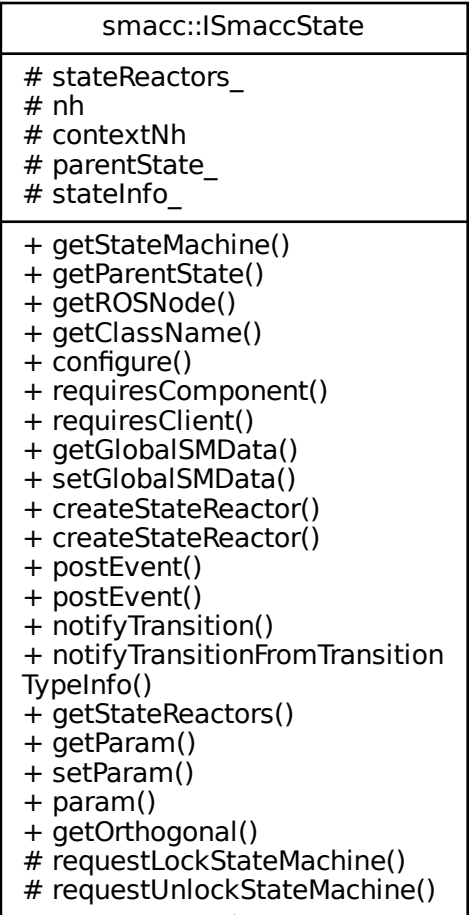 smacc::ISmaccState
# stateReactors_
# nh
# contextNh
# parentState_
# stateInfo_
+ getStateMachine()
+ getParentState()
+ getROSNode()
+ getClassName()
+ configure()
+ requiresComponent()
+ requiresClient()
+ getGlobalSMData()
+ setGlobalSMData()
+ createStateReactor()
+ createStateReactor()
+ postEvent()
+ postEvent()
+ notifyTransition()
+ notifyTransitionFromTransition
TypeInfo()
+ getStateReactors()
+ getParam()
+ setParam()
+ param()
+ getOrthogonal()
# requestLockStateMachine()
# requestUnlockStateMachine()